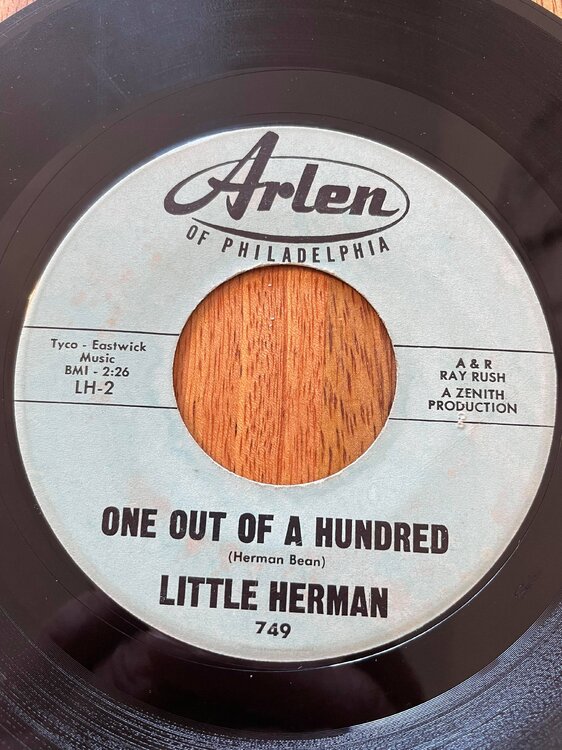 Arlen
OF PHILADELPHIA
Tyco - Eastwick
Music
BMI - 2:26
LH-2
A & R
RAY RUSH
A ZENITH
PRODUCTION
ONE OUT OF A HUNDRED
(Herman Bean)
LITTLE HERMAN
749